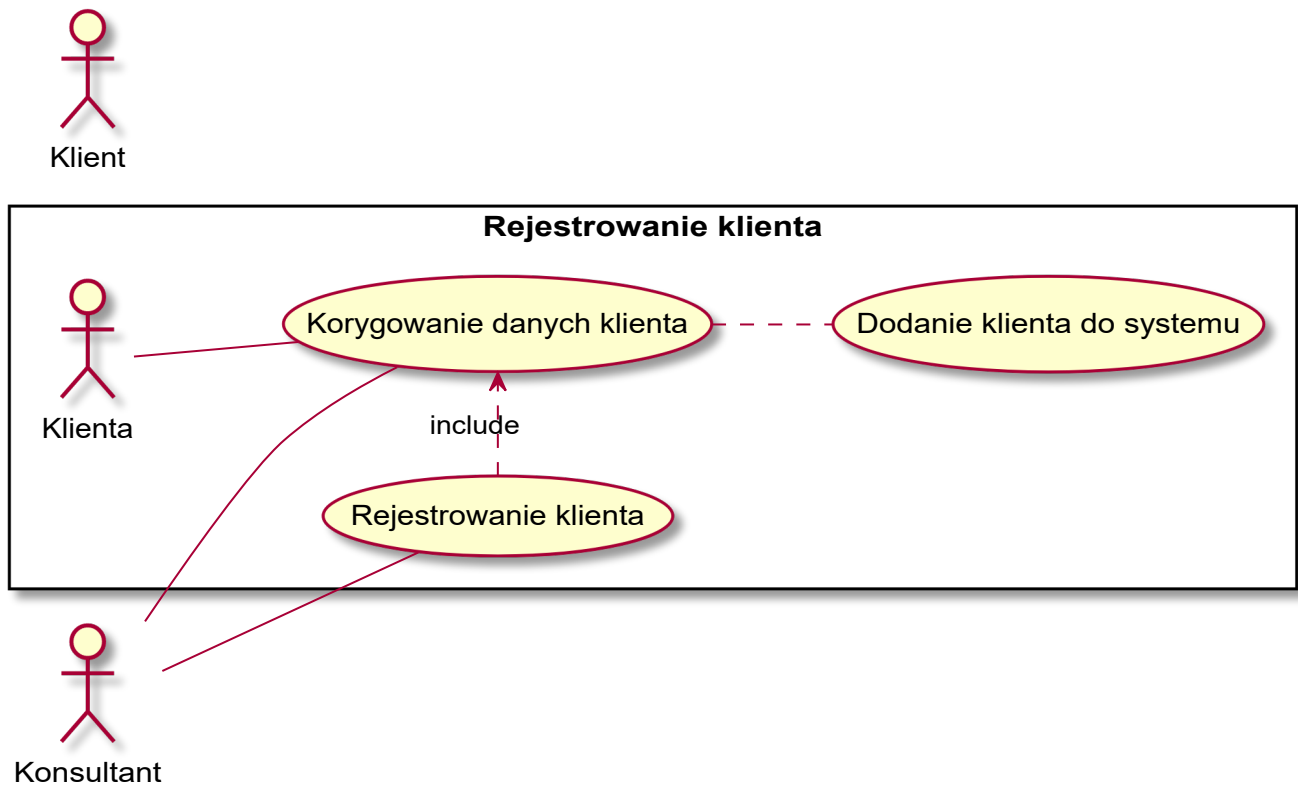 Klient
Rejestrowanie klienta
Korygowanie danych klienta
Dodanie klienta do systemu
Klienta
include
Rejestrowanie klienta
Konsultant